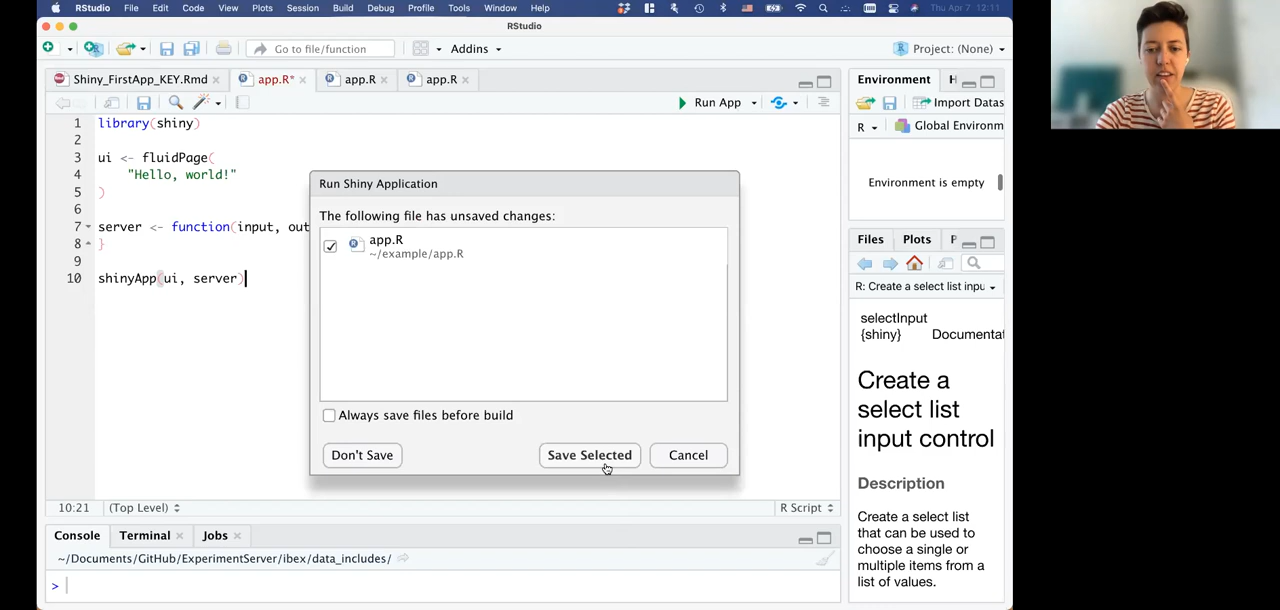 RStudio File Edit Code View Plots Session Build Debug Profile Tools Window Help Thu Apr 7 12:11
RStudio
Go to file/function Addins Project: (None)
Shiny_FirstApp_KEY.Rmd app.R* app.R app.R
Run App
1 library(shiny)
2
3 ui <- fluidPage(
4 "Hello, world!"
5 )
6
7 server <- function(input, out
8 }
9
10 shinyApp(ui, server)
10:21 (Top Level) R Script
Run Shiny Application
The following file has unsaved changes:
app.R
~/example/app.R
Always save files before build
Don't Save Save Selected Cancel
Console Terminal Jobs
~/Documents/GitHub/ExperimentServer/ibex/data_includes/
>
Environment H
Import Datas
R Global Environm
Environment is empty
Files Plots P
R: Create a select list inpu
selectInput
{shiny} Documentat
Create a
select list
input control
Description
Create a select list
that can be used to
choose a single or
multiple items from a
list of values.